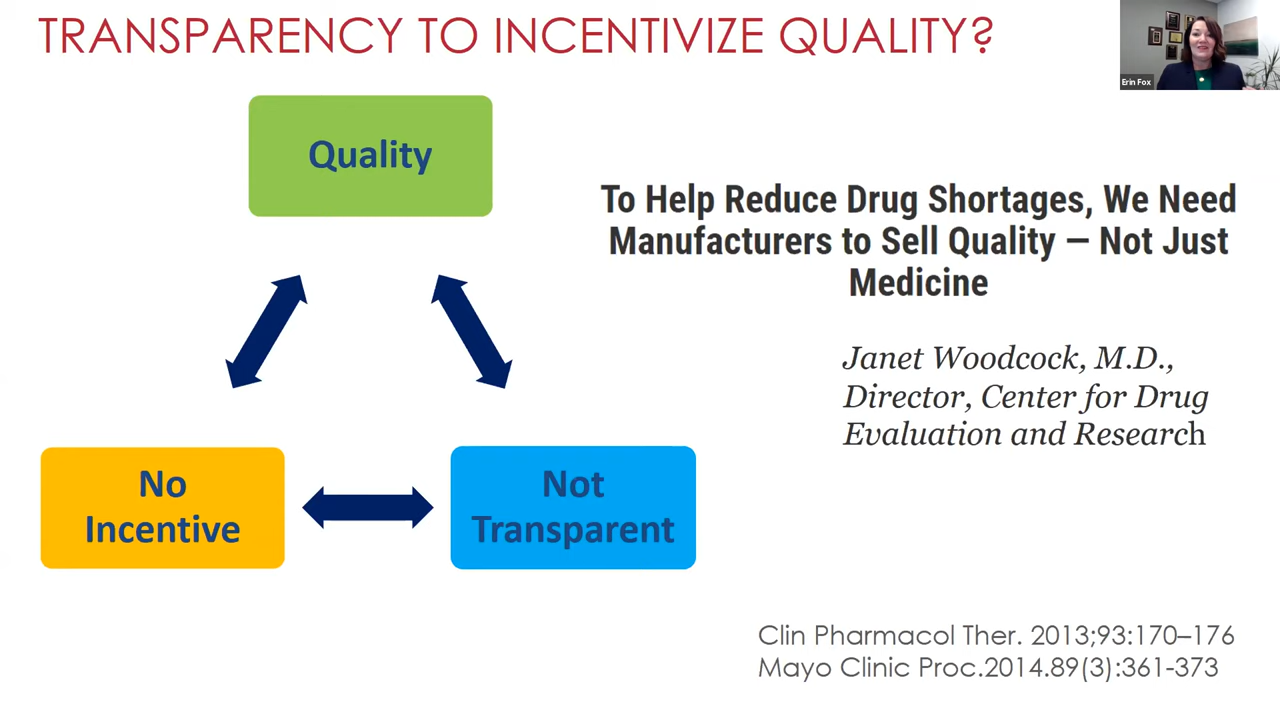 TRANSPARENCY TO INCENTIVIZE QUALITY?
Erin Fox
Quality
To Help Reduce Drug Shortages, We Need
Manufacturers to Sell Quality — Not Just
Medicine
Janet Woodcock, M.D.,
Director, Center for Drug
Evaluation and Research
No
Incentive
Not
Transparent
Clin Pharmacol Ther. 2013;93:170–176
Mayo Clinic Proc.2014.89(3):361-373